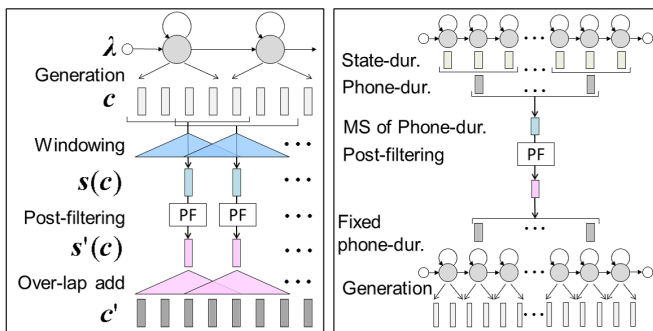 λ
Generation
c
Windowing
s(c)
Post-filtering
PF PF
s'(c)
Over-lap add
c'
State-dur.
Phone-dur.
MS of Phone-dur.
Post-filtering
PF
Fixed
phone-dur.
Generation